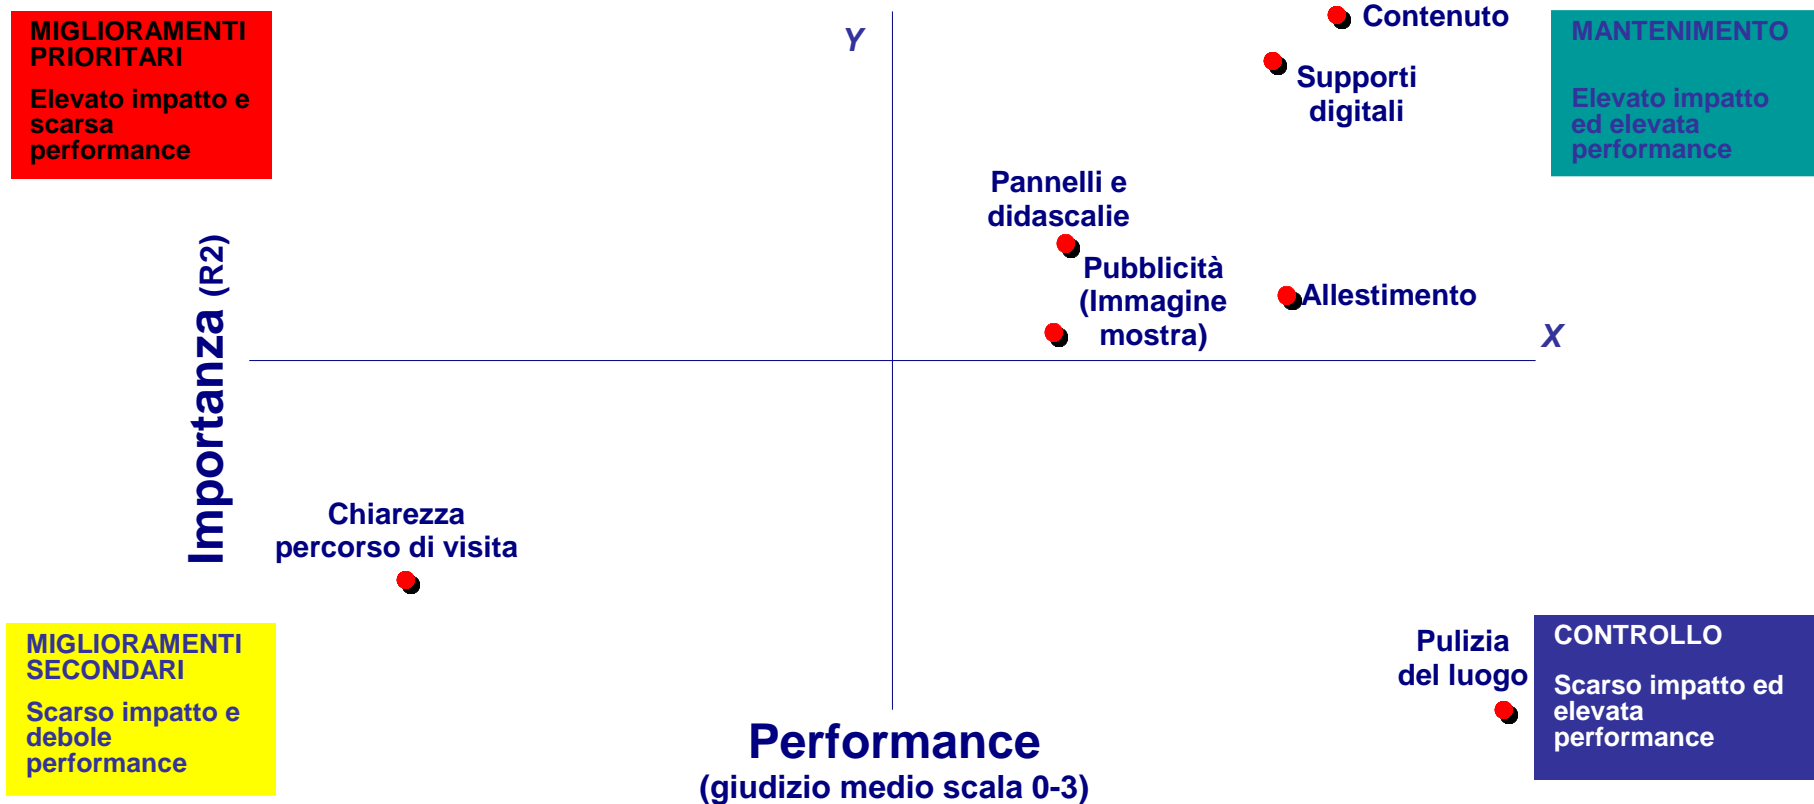 MIGLIORAMENTI
PRIORITARI
Elevato impatto e
scarsa
performance
Y
Contenuto
MANTENIMENTO
Elevato impatto
ed elevata
performance
Supporti
digitali
Pannelli e
didascalie
Pubblicità
(Immagine
mostra)
Allestimento
X
Importanza (R2)
Chiarezza
percorso di visita
MIGLIORAMENTI
SECONDARI
Scarso impatto e
debole
performance
Pulizia
del luogo
CONTROLLO
Scarso impatto ed
elevata
performance
Performance
(giudizio medio scala 0-3)